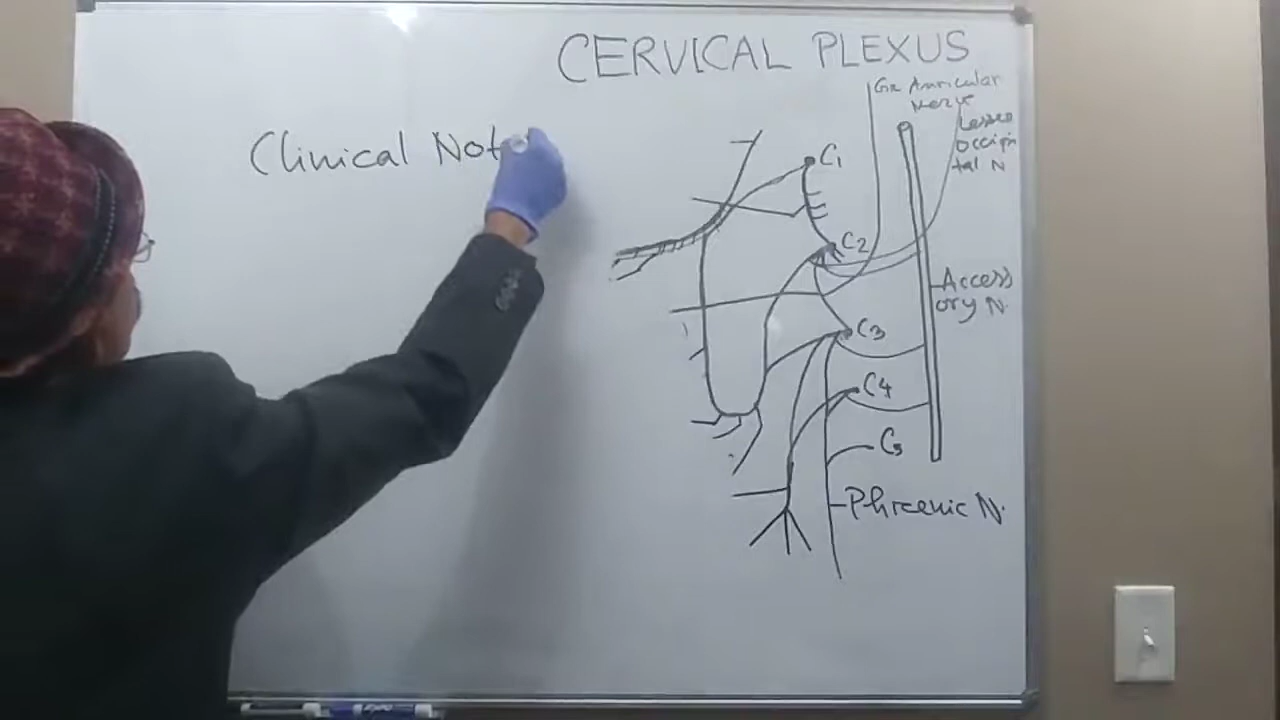 CERVICAL PLEXUS
Gr Auricular
Nerve
Lesser
Occipi
tal N
Clinical Not
C1
C2
Access
ory N.
C3
C4
C5
Phrenic N.